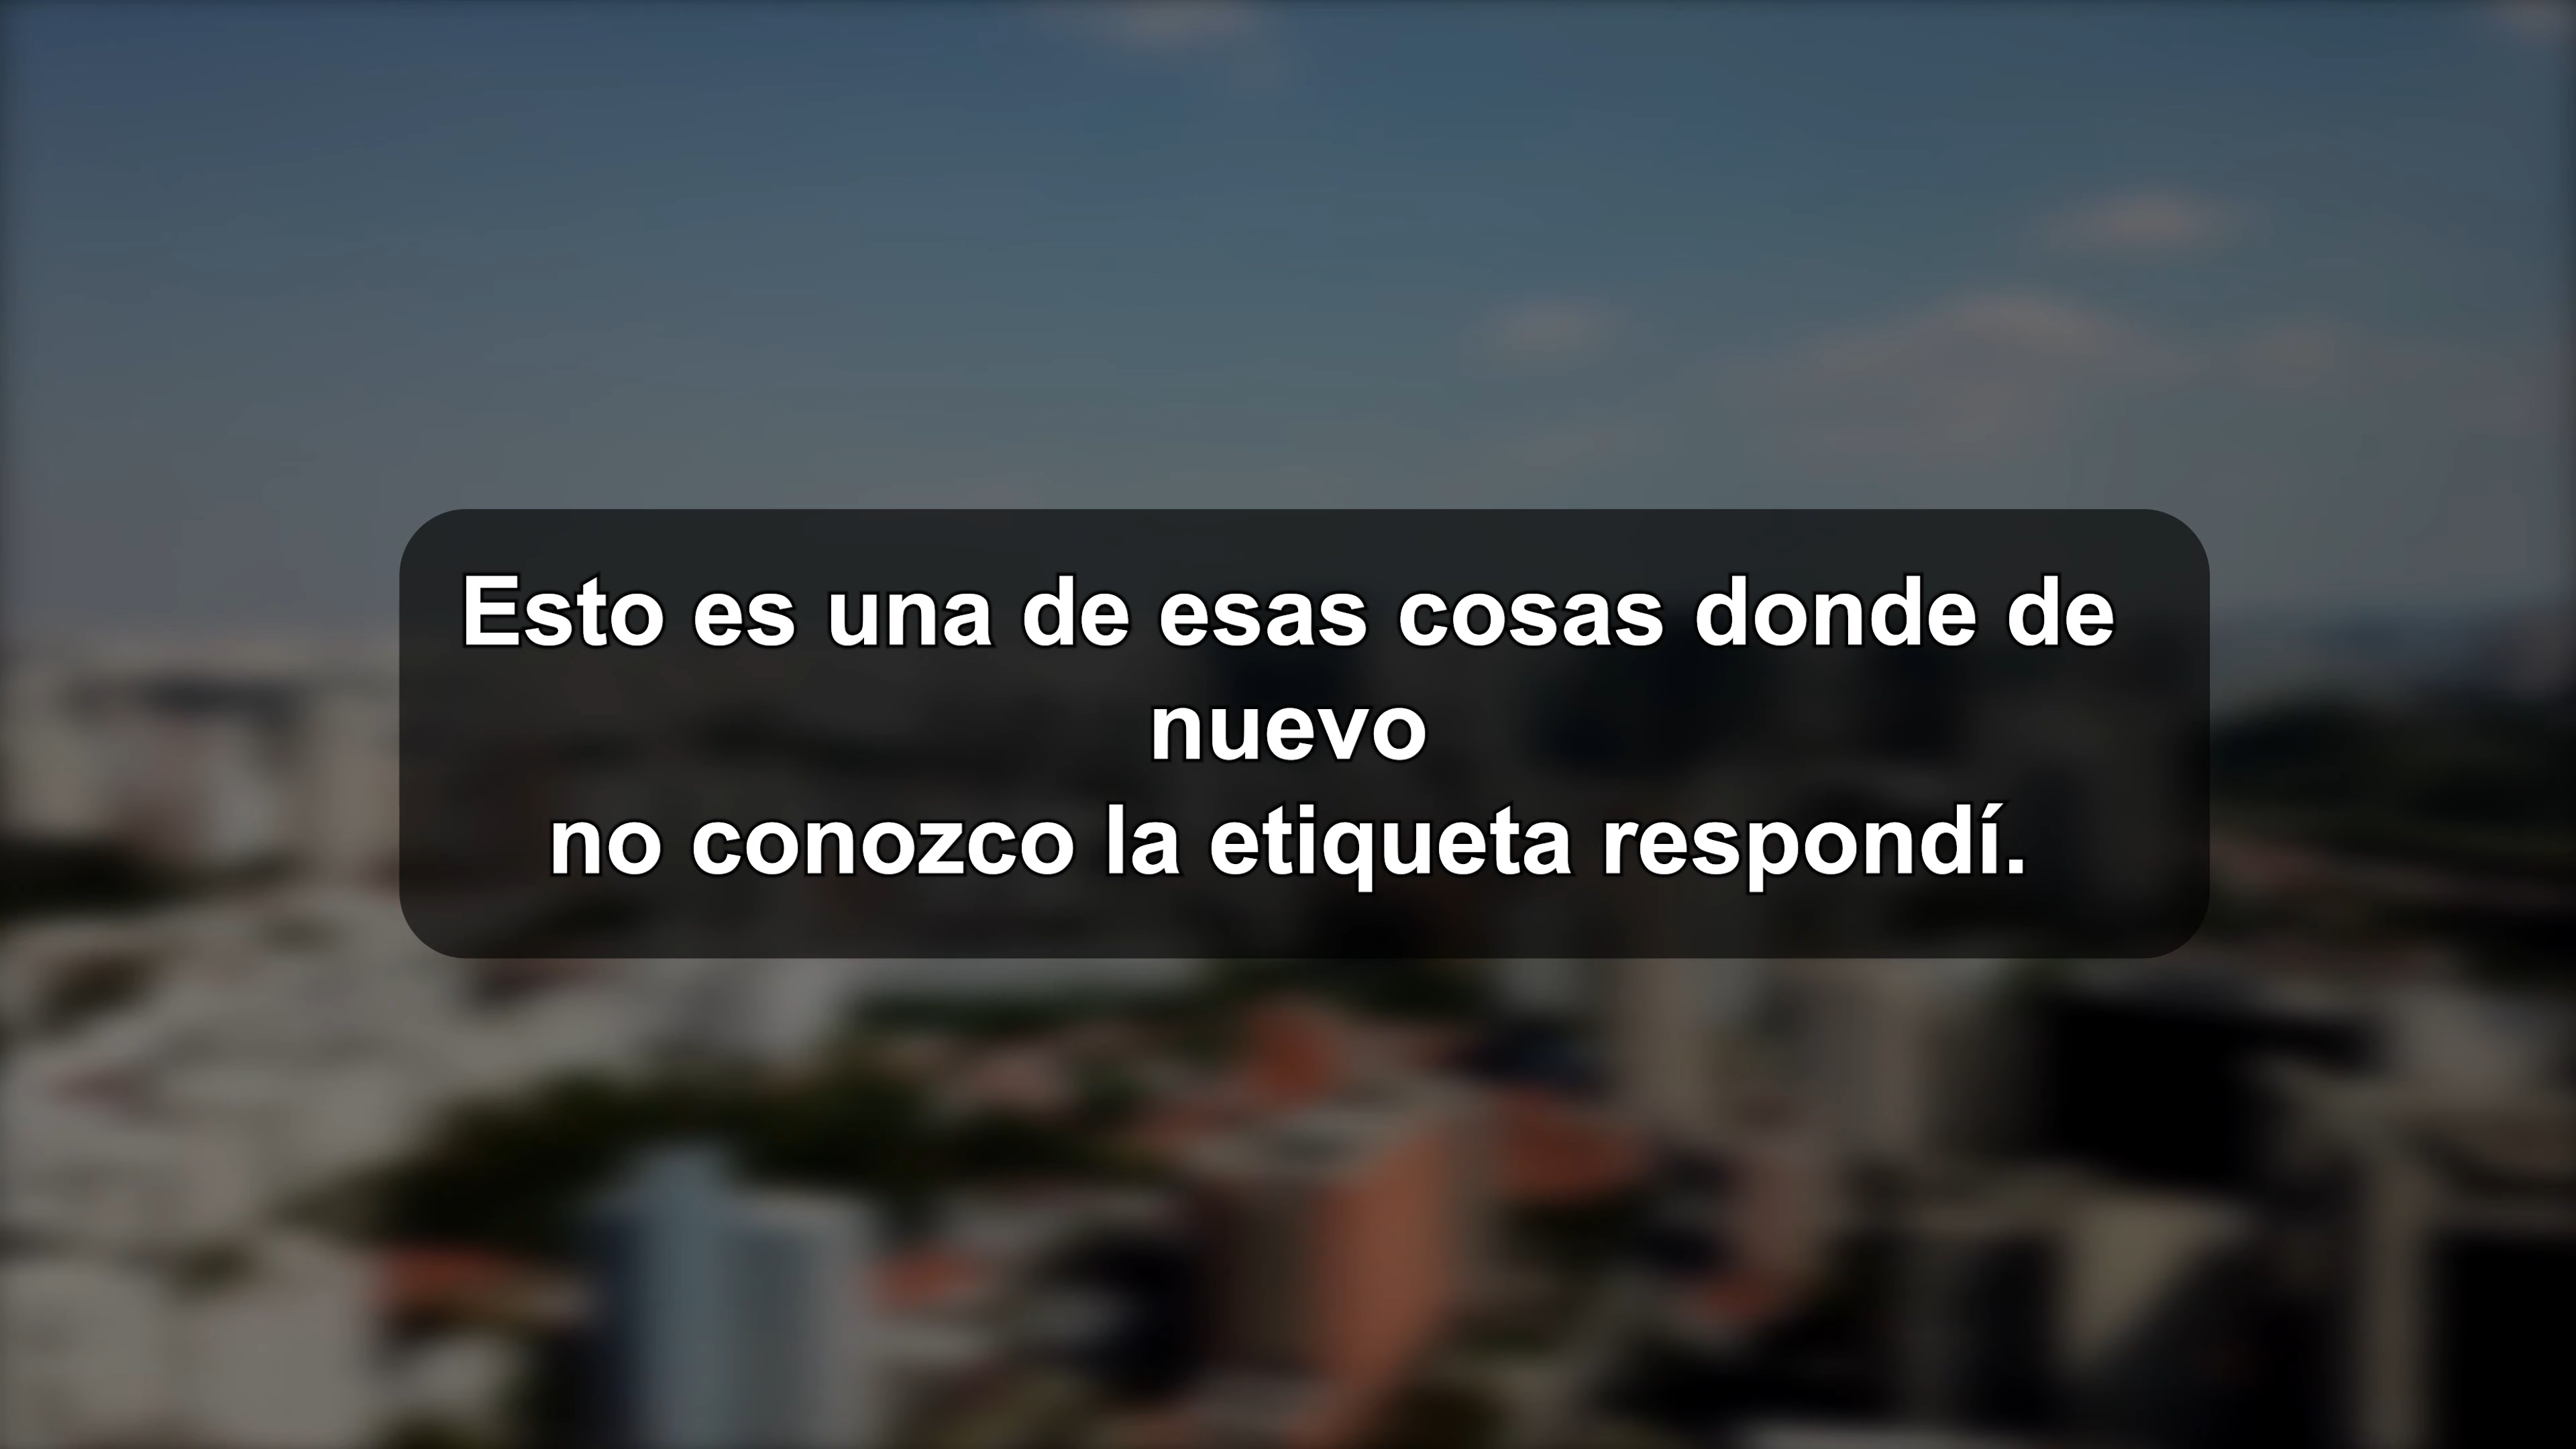 Esto es una de esas cosas donde de
nuevo
no conozco la etiqueta respondí.